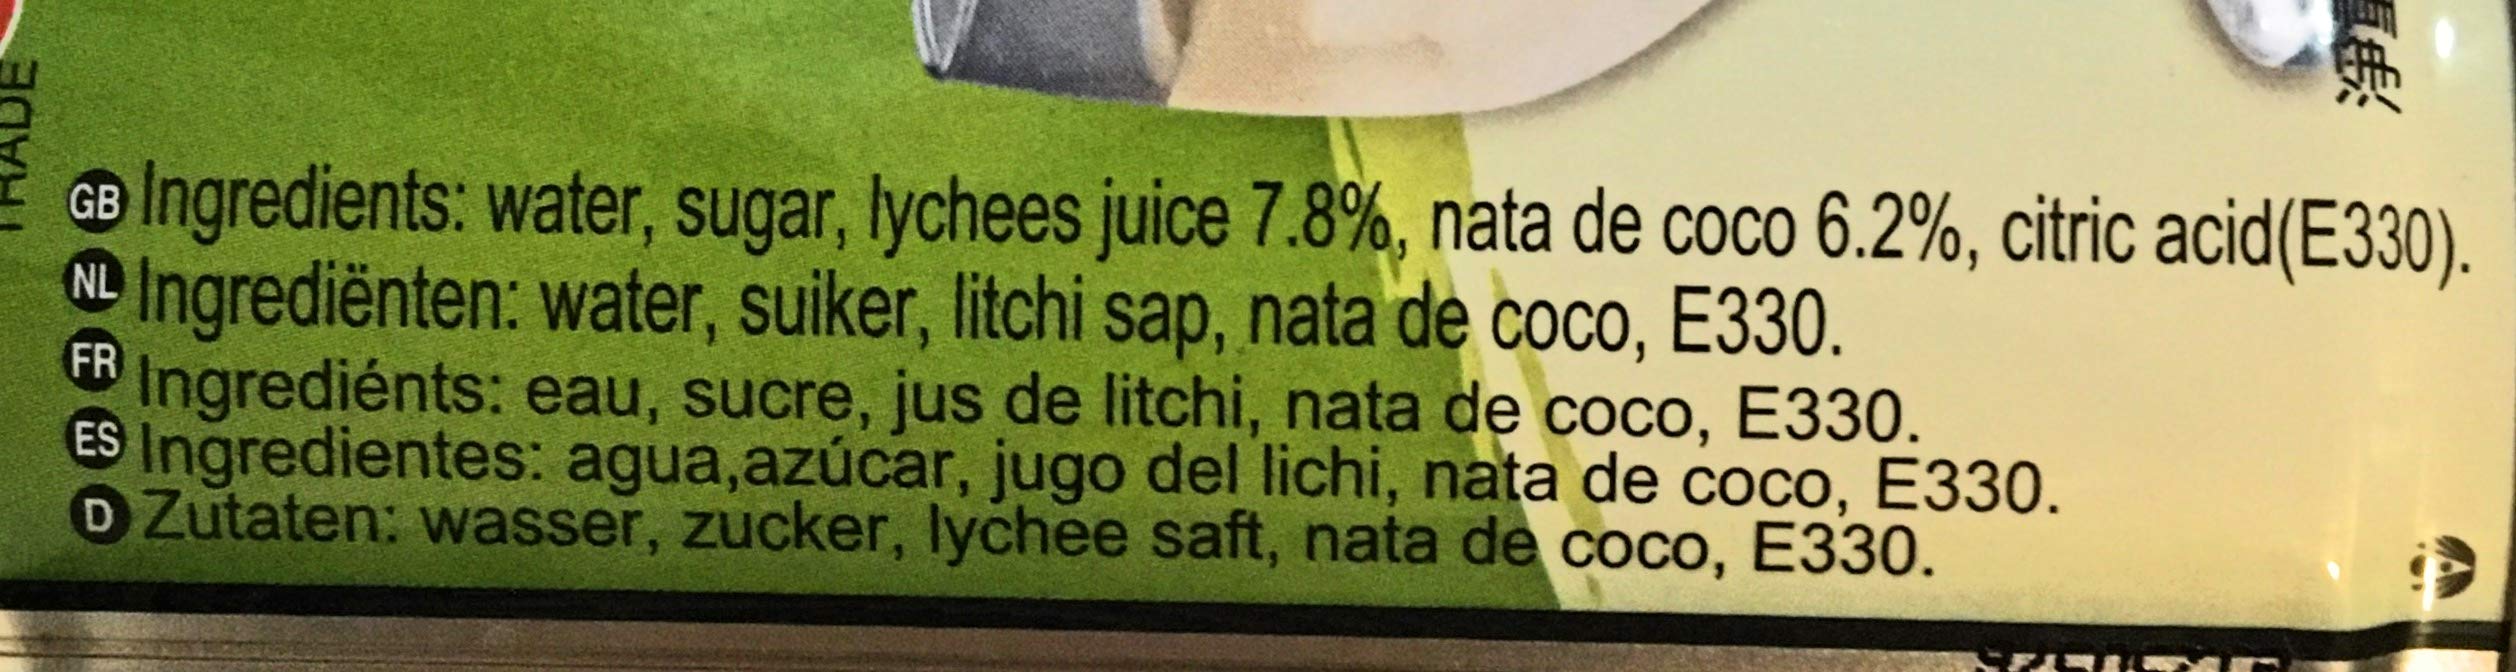 TRADE
GB Ingredients: water, sugar, lychees juice 7.8%, nata de coco 6.2%, citric acid(E330).
NL Ingrediënten: water, suiker, litchi sap, nata de coco, E330.
FR Ingrediénts: eau, sucre, jus de litchi, nata de coco, E330.
ES Ingredientes: agua,azúcar, jugo del lichi, nata de coco, E330.
D Zutaten: wasser, zucker, lychee saft, nata de coco, E330.